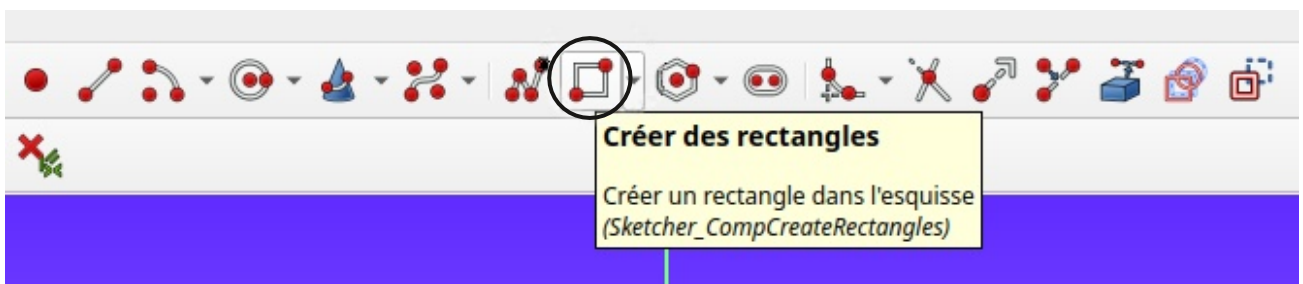 Créer des rectangles
Créer un rectangle dans l'esquisse
(Sketcher_CompCreateRectangles)